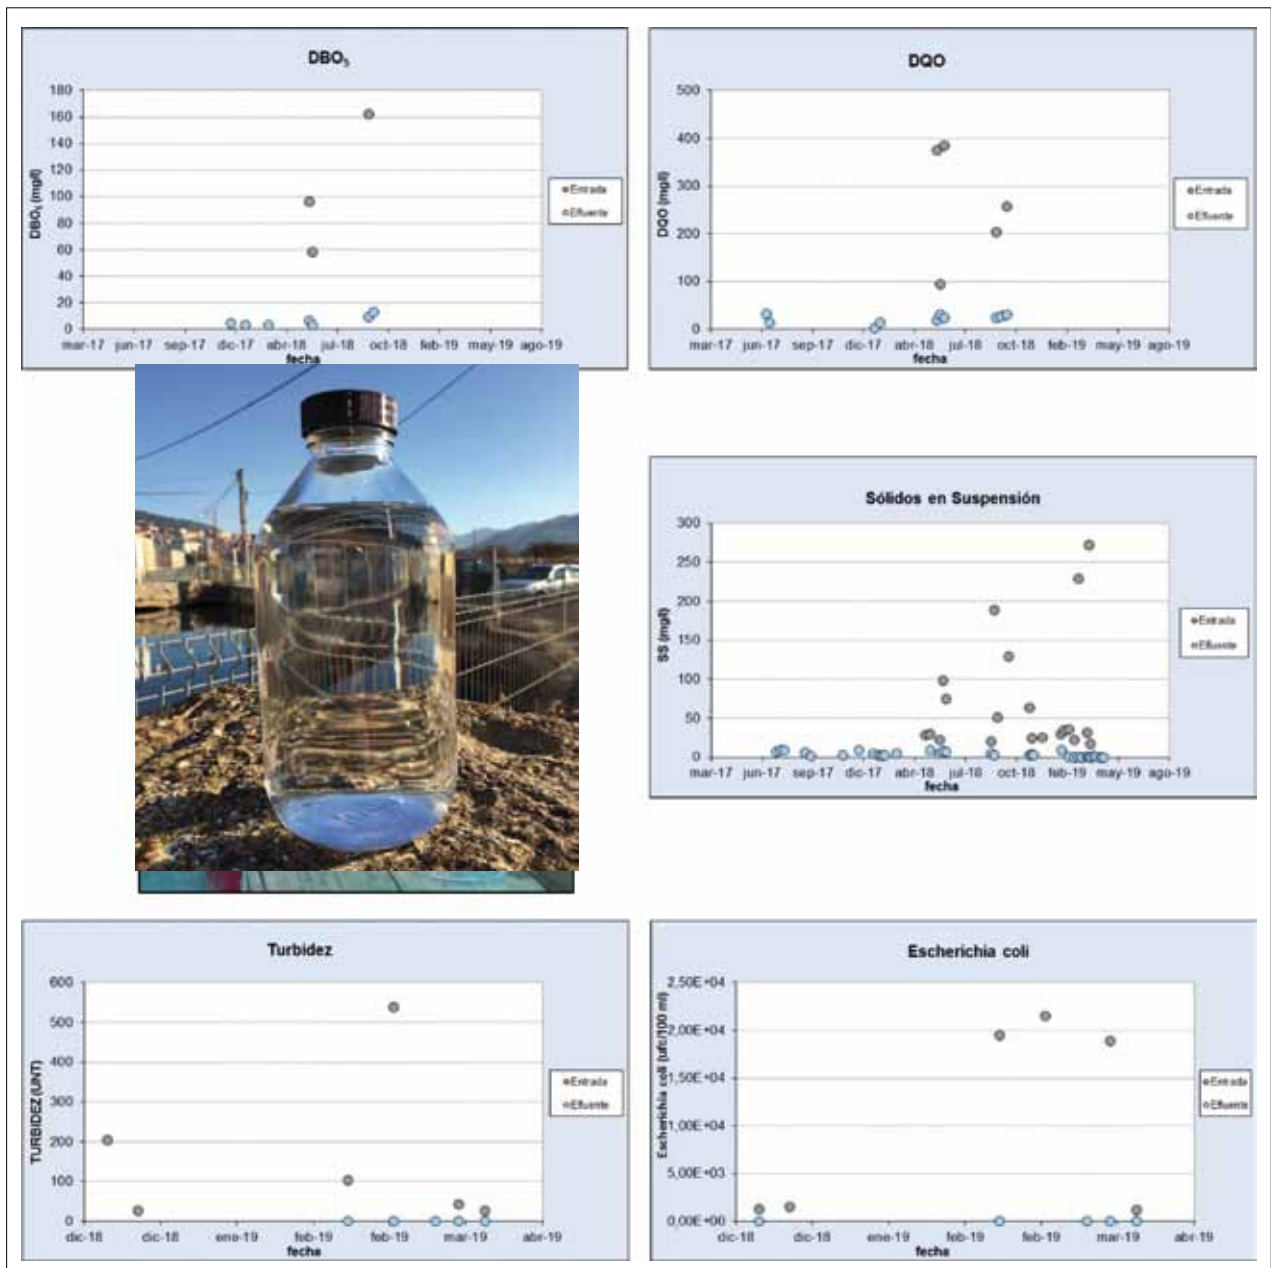 DBO₅
180
160
140
120
100
80
60
40
20
0
DBO₅ (mg/l)
mar-17 jun-17 sep-17 dic-17 abr-18 jul-18 oct-18 feb-19 may-19 ago-19
fecha
Entrada
Efluente
DQO
500
400
300
200
100
0
DQO (mg/l)
mar-17 jun-17 sep-17 dic-17 abr-18 jul-18 oct-18 feb-19 may-19 ago-19
fecha
Entrada
Efluente
Sólidos en Suspensión
300
250
200
150
100
50
0
SS (mg/l)
mar-17 jun-17 sep-17 dic-17 abr-18 jul-18 oct-18 feb-19 may-19 ago-19
fecha
Entrada
Efluente
Turbidez
600
500
400
300
200
100
0
TURBIDEZ (UNT)
dic-18 dic-18 ene-19 feb-19 feb-19 mar-19 abr-19
fecha
Entrada
Efluente
Escherichia coli
2,50E+04
2,00E+04
1,50E+04
1,00E+04
5,00E+03
0,00E+00
Escherichia coli (ufc/100 ml)
dic-18 dic-18 ene-19 feb-19 feb-19 mar-19 abr-19
fecha
Entrada
Efluente